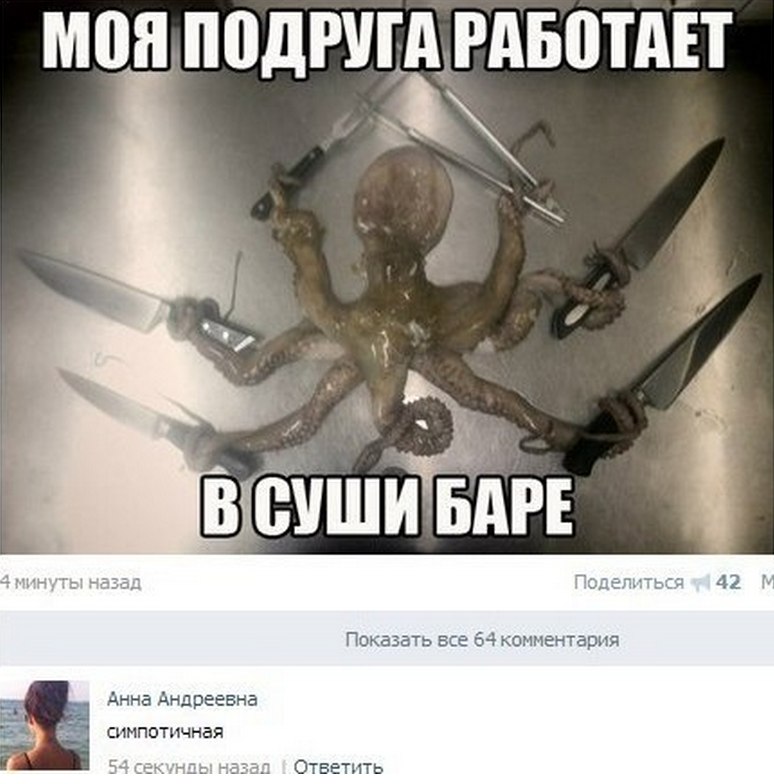 МОЯ ПОДРУГА РАБОТАЕТ
В СУШИ БАРЕ
4 минуты назад
Поделиться 42 М
Показать все 64 комментария
Анна Андреевна
симпотичная
54 секунды назад | Ответить